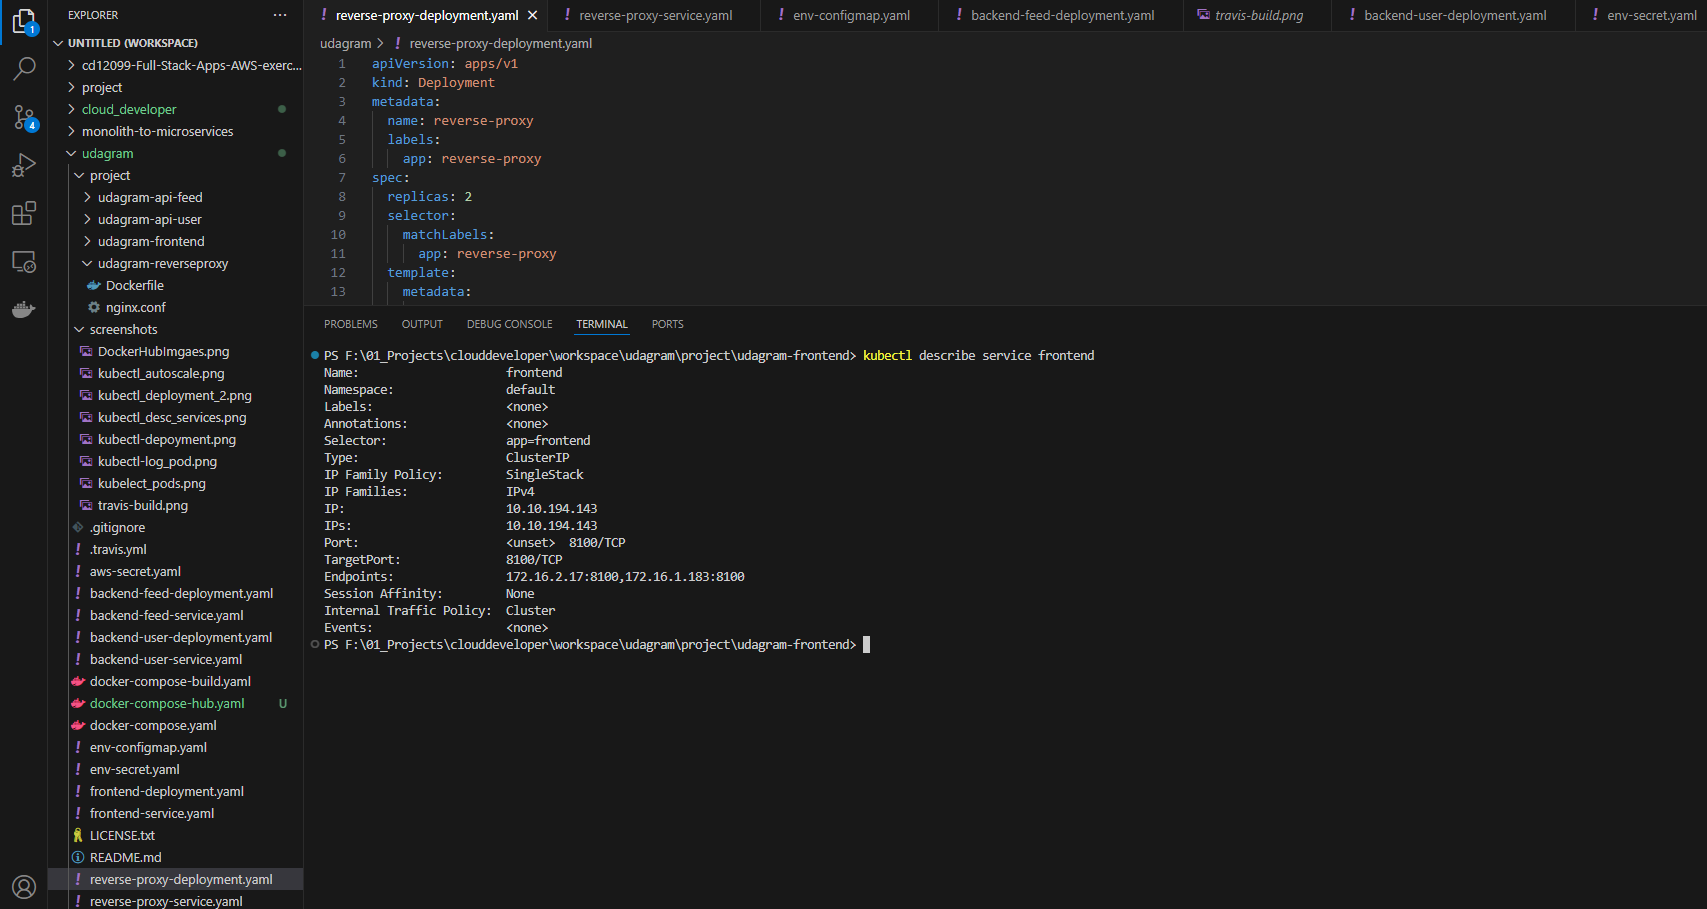 EXPLORER
UNTITLED (WORKSPACE)
cd12099-Full-Stack-Apps-AWS-exerc...
project
cloud_developer
monolith-to-microservices
udagram
project
udagram-api-feed
udagram-api-user
udagram-frontend
udagram-reverseproxy
Dockerfile
nginx.conf
screenshots
DockerHubImgaes.png
kubectl_autoscale.png
kubectl_deployment_2.png
kubectl_desc_services.png
kubectl-depoyment.png
kubectl-log_pod.png
kubelect_pods.png
travis-build.png
.gitignore
.travis.yml
aws-secret.yaml
backend-feed-deployment.yaml
backend-feed-service.yaml
backend-user-deployment.yaml
backend-user-service.yaml
docker-compose-build.yaml
docker-compose-hub.yaml U
docker-compose.yaml
env-configmap.yaml
env-secret.yaml
frontend-deployment.yaml
frontend-service.yaml
LICENSE.txt
README.md
reverse-proxy-deployment.yaml
reverse-proxy-service.yaml
1
4
! reverse-proxy-deployment.yaml ! reverse-proxy-service.yaml ! env-configmap.yaml ! backend-feed-deployment.yaml travis-build.png ! backend-user-deployment.yaml ! env-secret.yaml
udagram > ! reverse-proxy-deployment.yaml
1 apiVersion: apps/v1
2 kind: Deployment
3 metadata:
4 name: reverse-proxy
5 labels:
6 app: reverse-proxy
7 spec:
8 replicas: 2
9 selector:
10 matchLabels:
11 app: reverse-proxy
12 template:
13 metadata:
PROBLEMS OUTPUT DEBUG CONSOLE TERMINAL PORTS
PS F:\01_Projects\clouddeveloper\workspace\udagram\project\udagram-frontend> kubectl describe service frontend
Name: frontend
Namespace: default
Labels: <none>
Annotations: <none>
Selector: app=frontend
Type: ClusterIP
IP Family Policy: SingleStack
IP Families: IPv4
IP: 10.10.194.143
IPs: 10.10.194.143
Port: <unset> 8100/TCP
TargetPort: 8100/TCP
Endpoints: 172.16.2.17:8100,172.16.1.183:8100
Session Affinity: None
Internal Traffic Policy: Cluster
Events: <none>
PS F:\01_Projects\clouddeveloper\workspace\udagram\project\udagram-frontend>